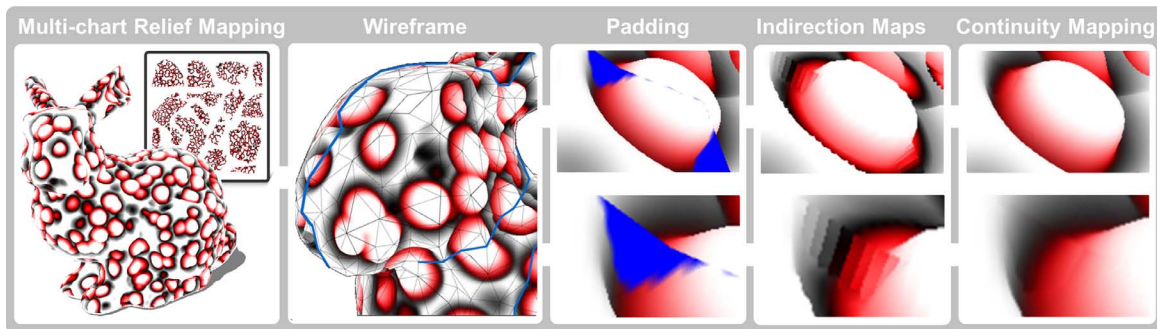 Multi-chart Relief Mapping
Wireframe
Padding
Indirection Maps
Continuity Mapping